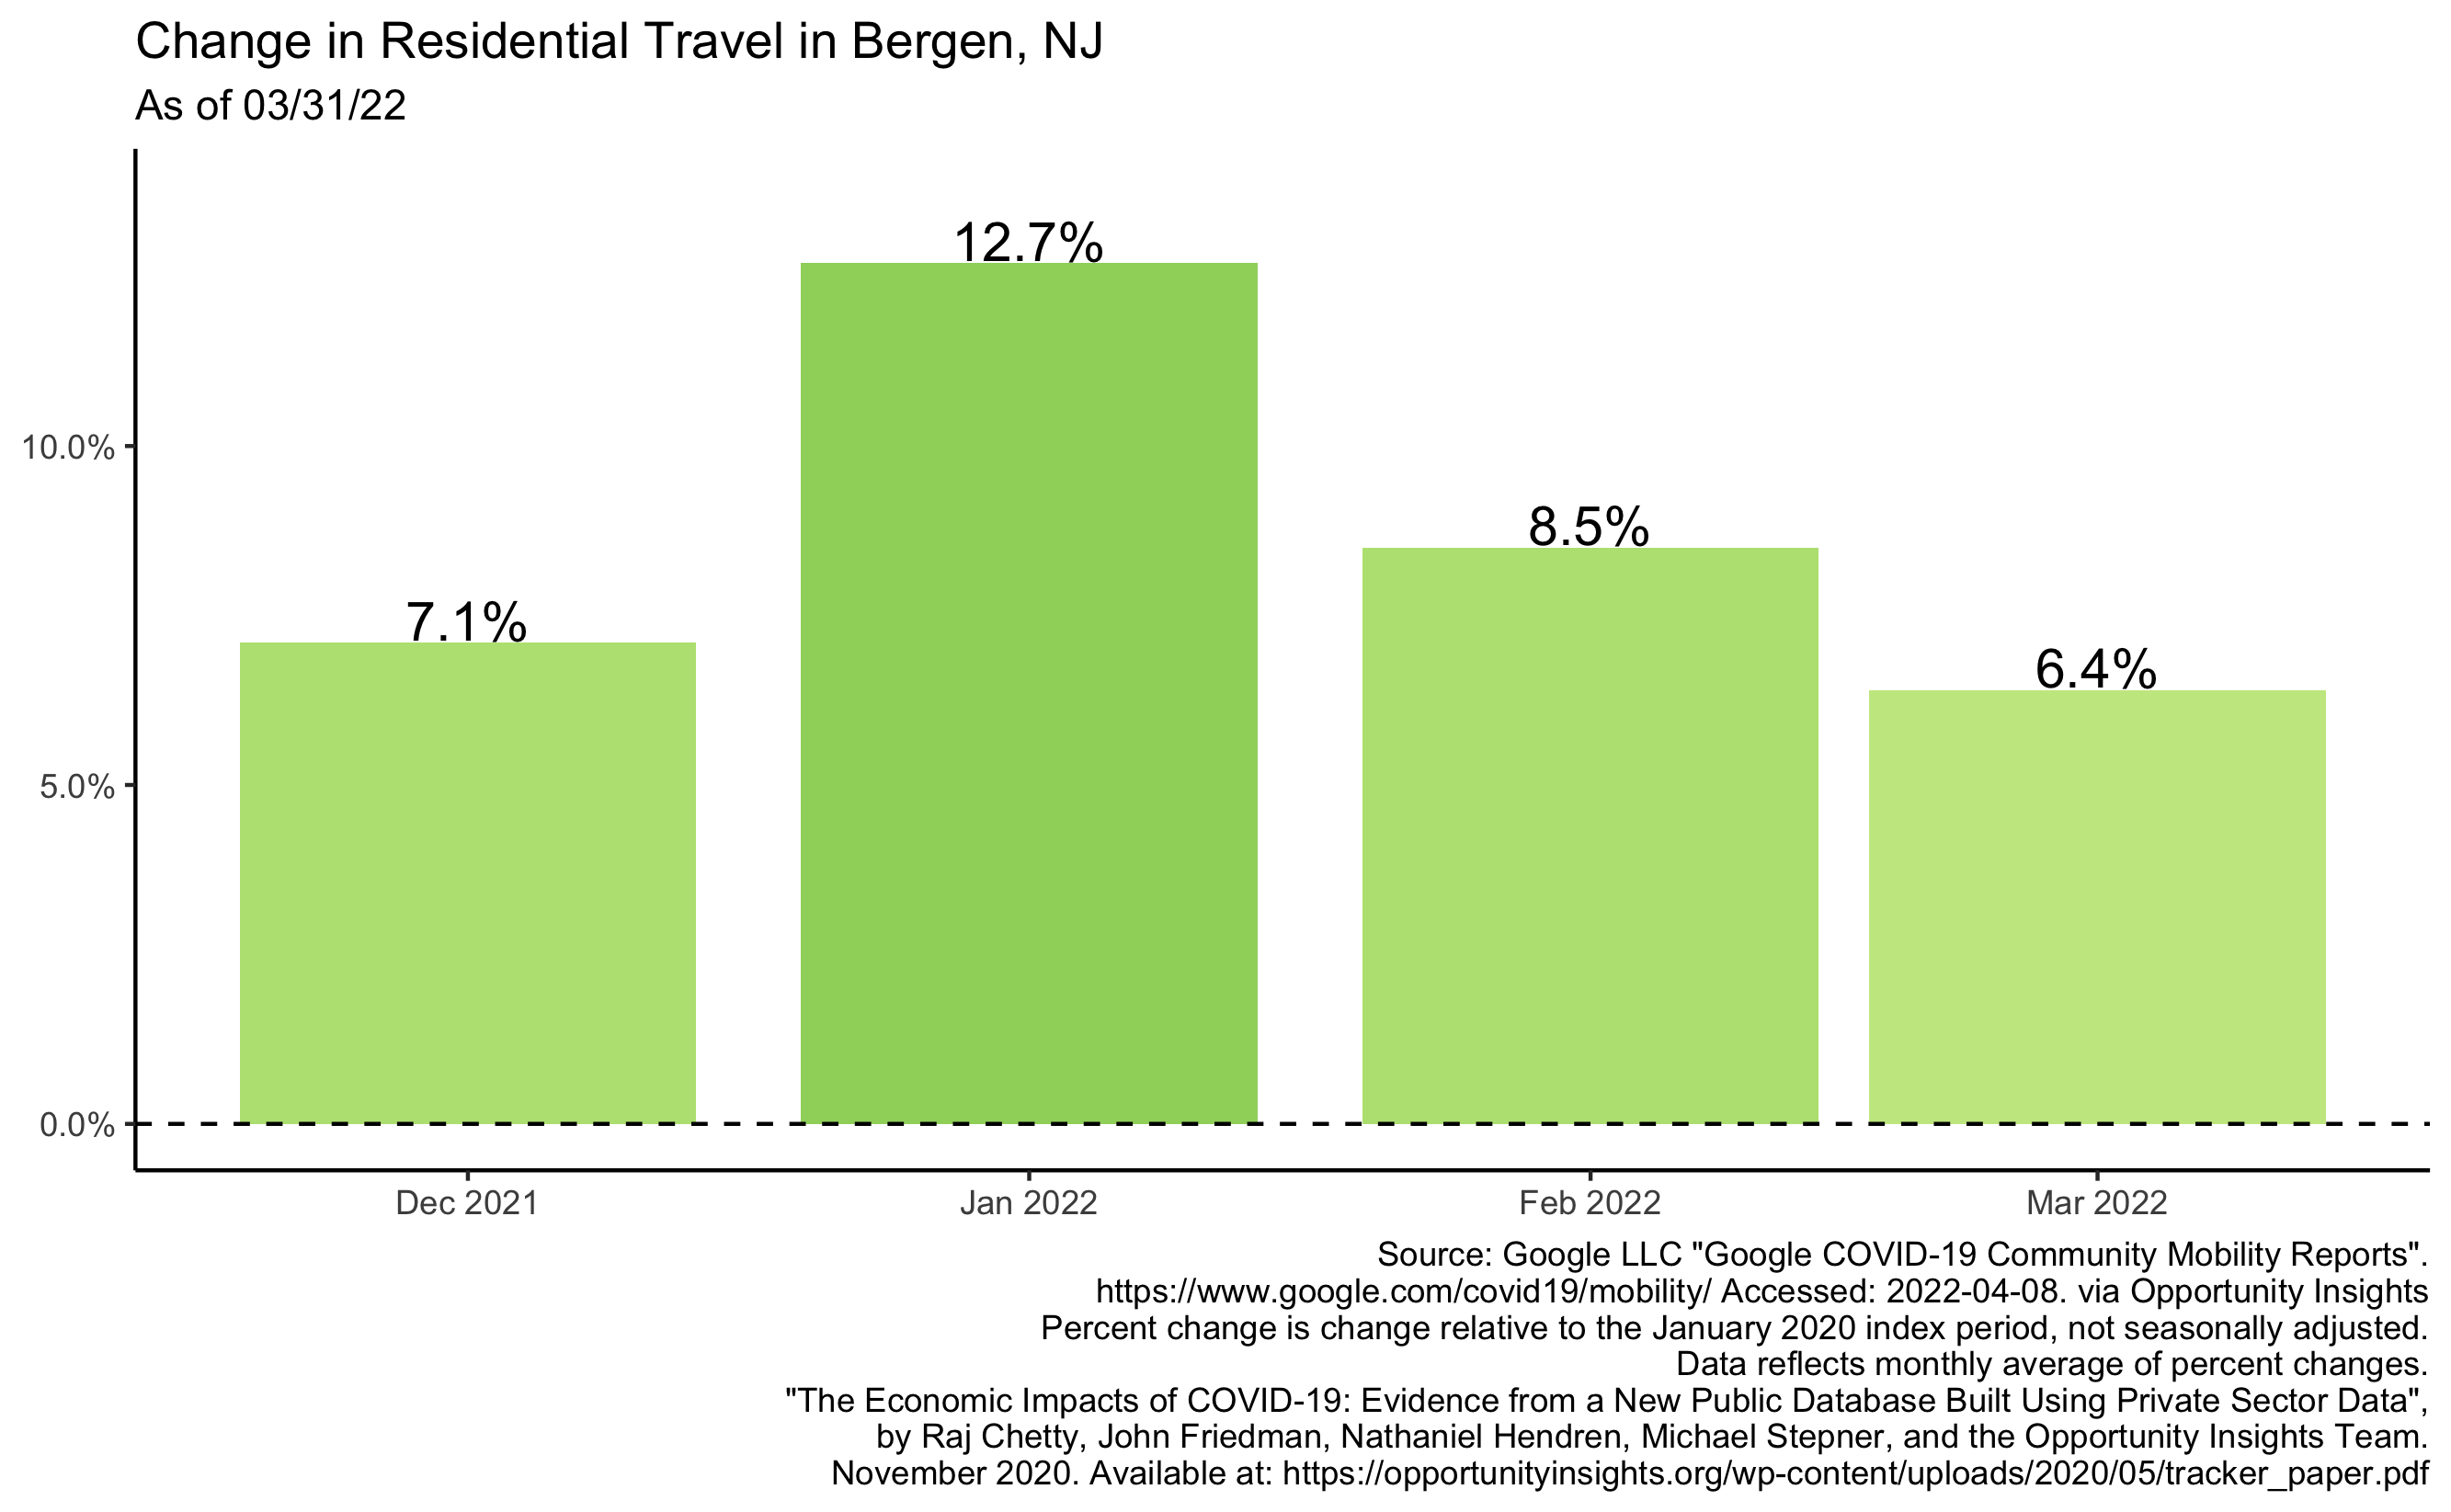 Change in Residential Travel in Bergen, NJ
As of 03/31/22
12.7%
10.0%
8.5%
7.1%
6.4%
5.0%
0.0%
Dec 2021
Jan 2022
Feb 2022
Mar 2022
Source: Google LLC "Google COVID-19 Community Mobility Reports".
https://www.google.com/covid19/mobility/ Accessed: 2022-04-08. via Opportunity Insights
Percent change is change relative to the January 2020 index period, not seasonally adjusted.
Data reflects monthly average of percent changes.
"The Economic Impacts of COVID-19: Evidence from a New Public Database Built Using Private Sector Data",
by Raj Chetty, John Friedman, Nathaniel Hendren, Michael Stepner, and the Opportunity Insights Team.
November 2020. Available at: https://opportunityinsights.org/wp-content/uploads/2020/05/tracker_paper.pdf